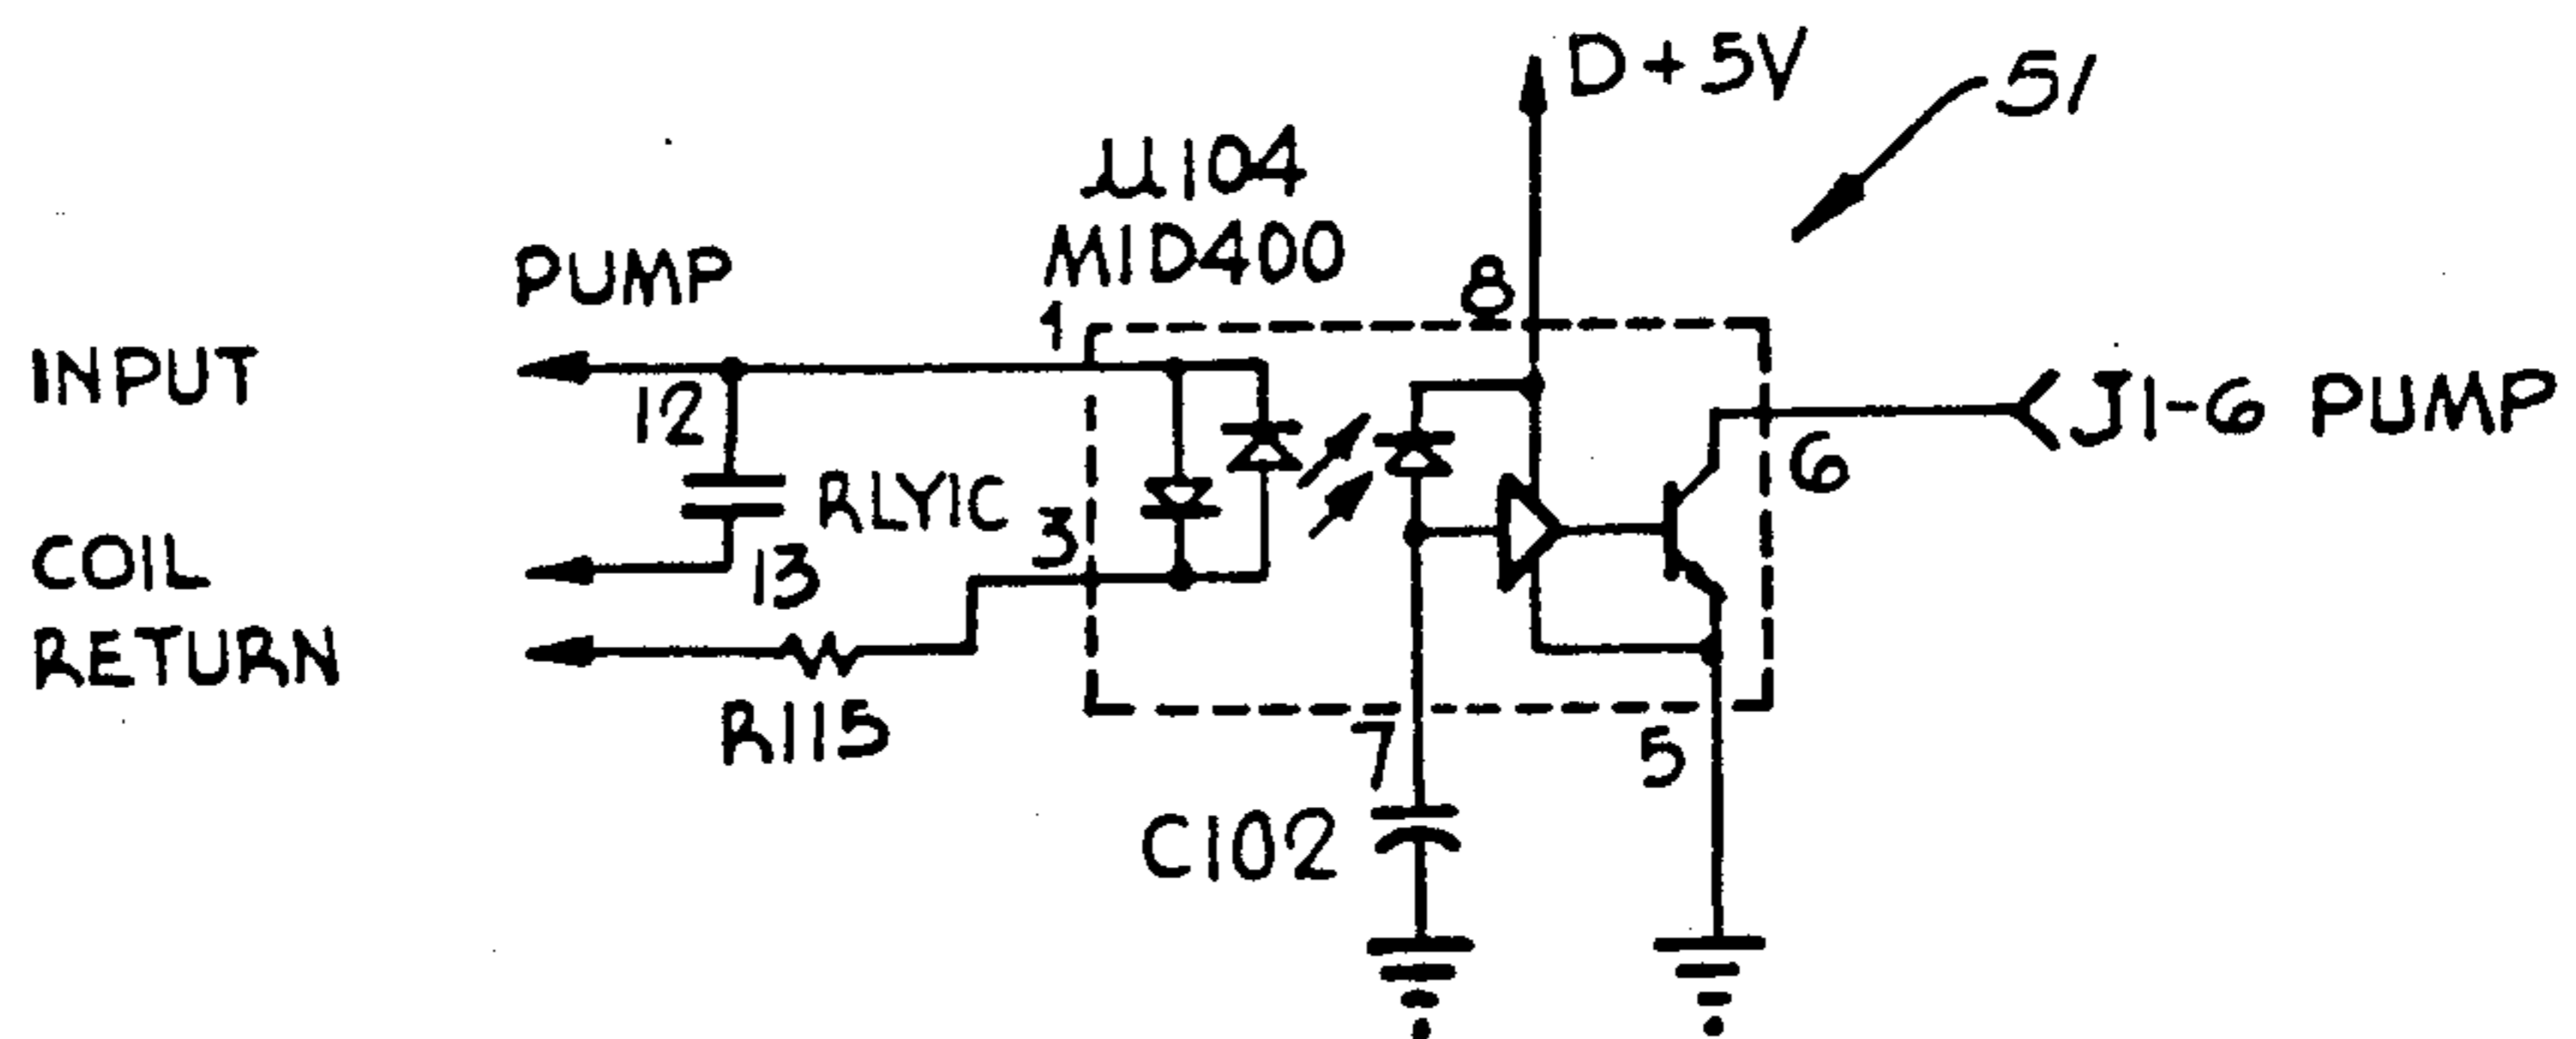 D+5V
51
µ104
MID400
PUMP
8
1
INPUT
12
J1-6 PUMP
6
RLY1C
3
COIL
13
RETURN
R115
7
5
C102